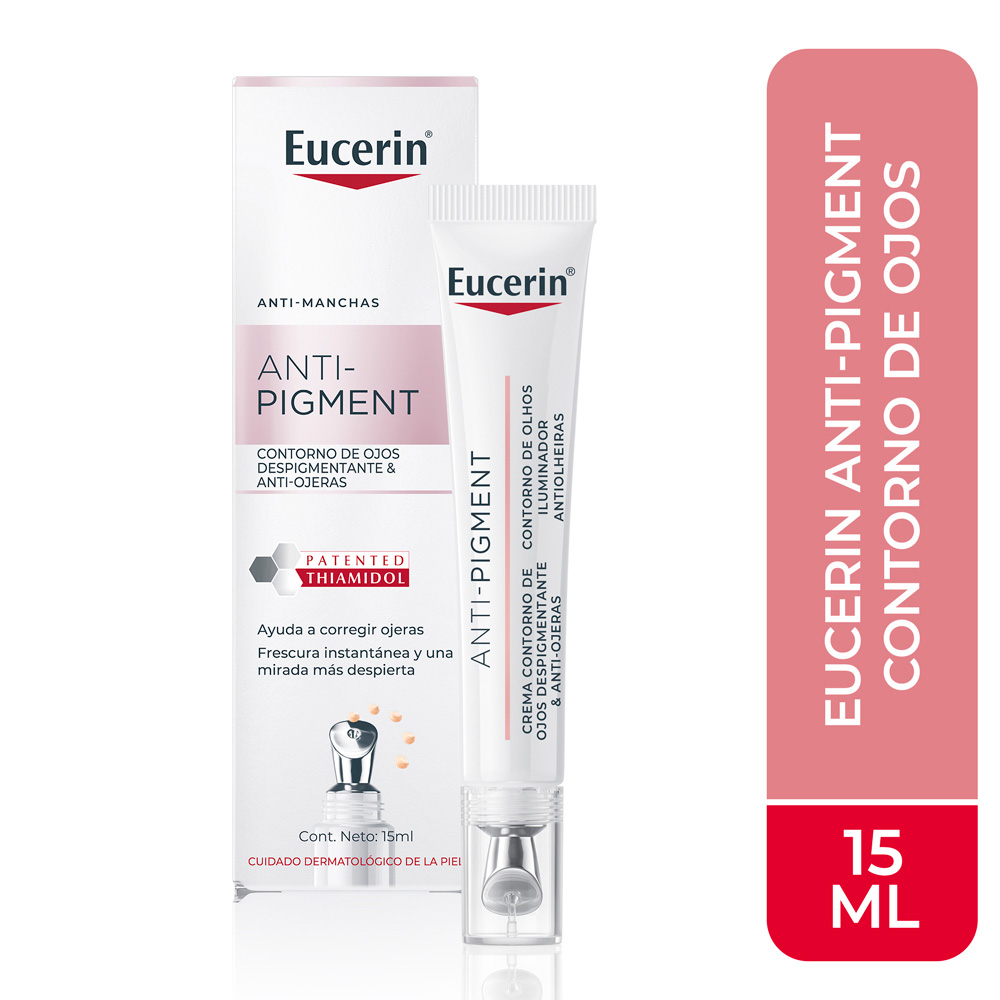 Eucerin®
ANTI-MANCHAS
ANTI-
PIGMENT
CONTORNO DE OJOS
DESPIGMENTANTE &
ANTI-OJERAS
PATENTED
THIAMIDOL
Ayuda a corregir ojeras
Frescura instantánea y una
mirada más despierta
Cont. Neto: 15ml
CUIDADO DERMATOLÓGICO DE LA PIEL
Eucerin®
ANTI-PIGMENT
CREMA CONTORNO DE
OJOS DESPIGMENTANTE
& ANTI-OJERAS
CONTORNO DE OLHOS
ILUMINADOR
ANTIOLHEIRAS
EUCERIN ANTI-PIGMENT
CONTORNO DE OJOS
15
ML